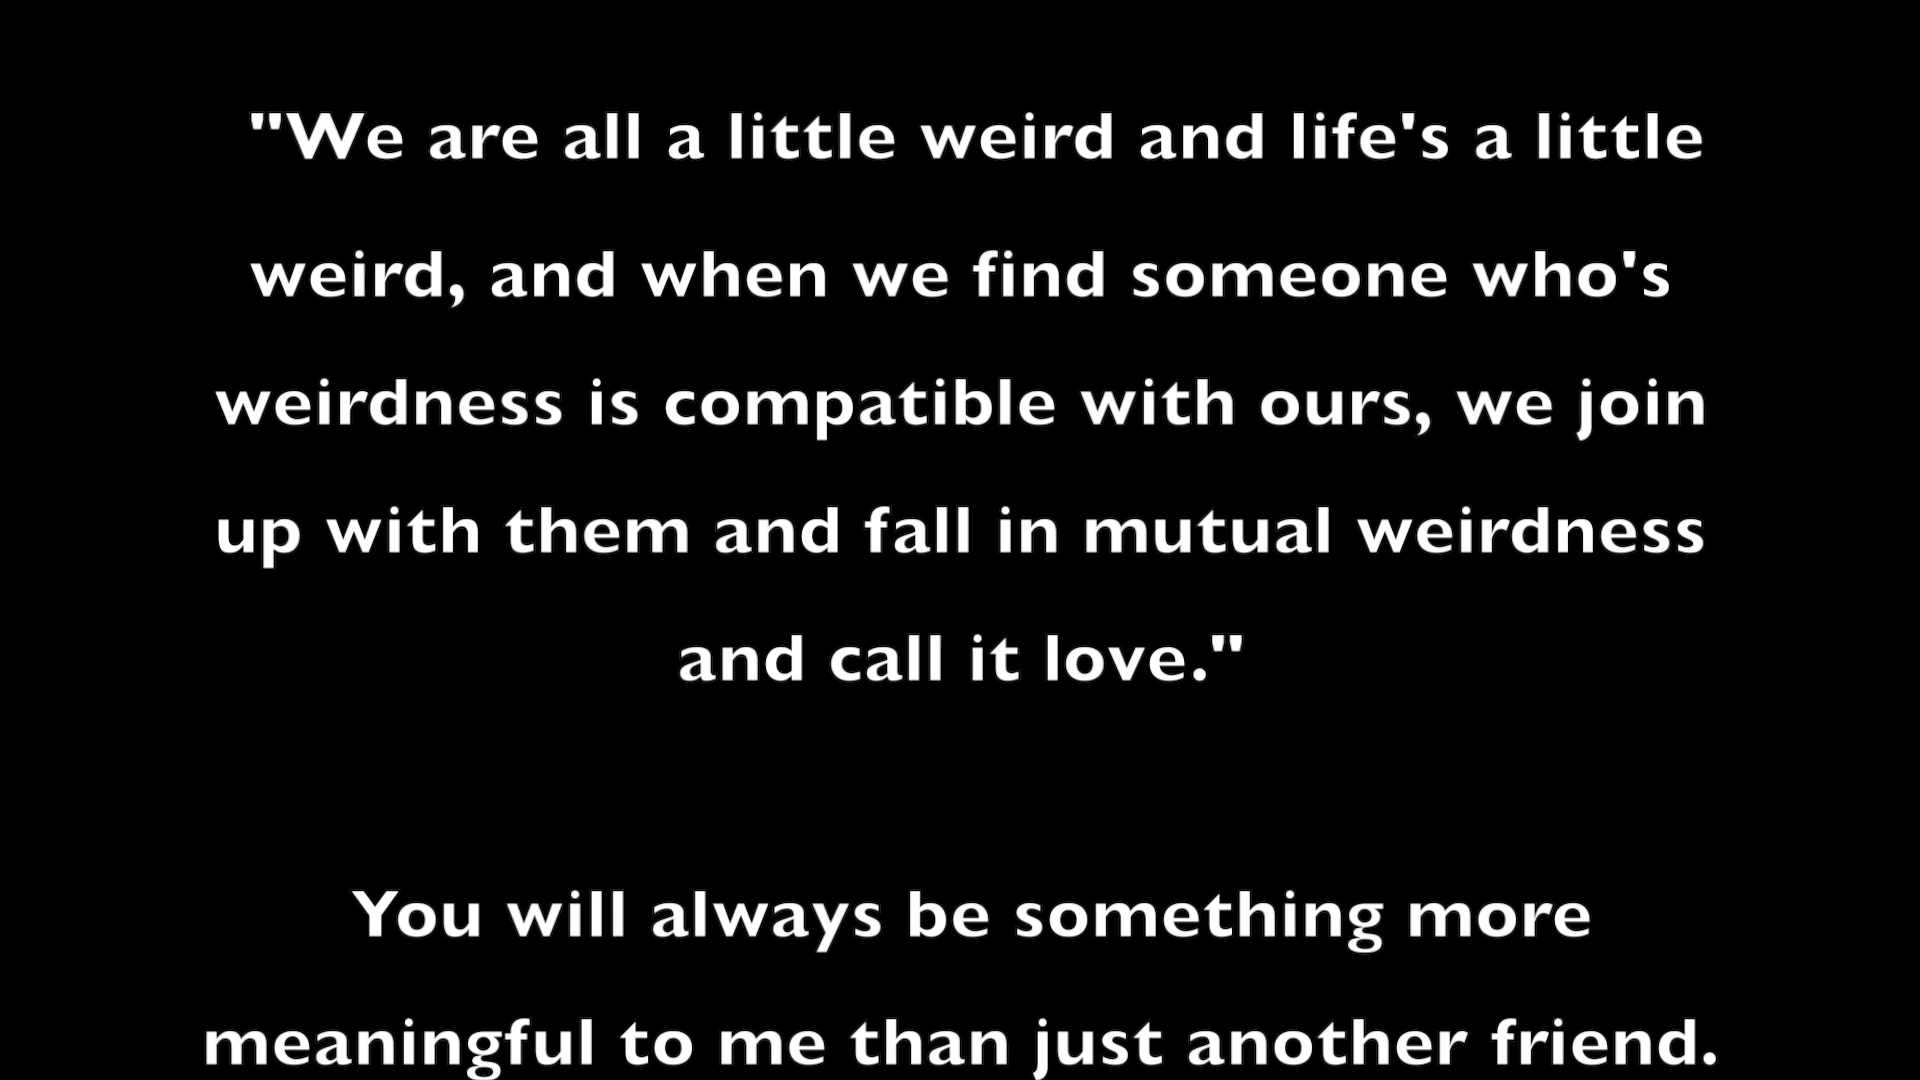 "We are all a little weird and life's a little
weird, and when we find someone who's
weirdness is compatible with ours, we join
up with them and fall in mutual weirdness
and call it love."
You will always be something more
meaningful to me than just another friend.